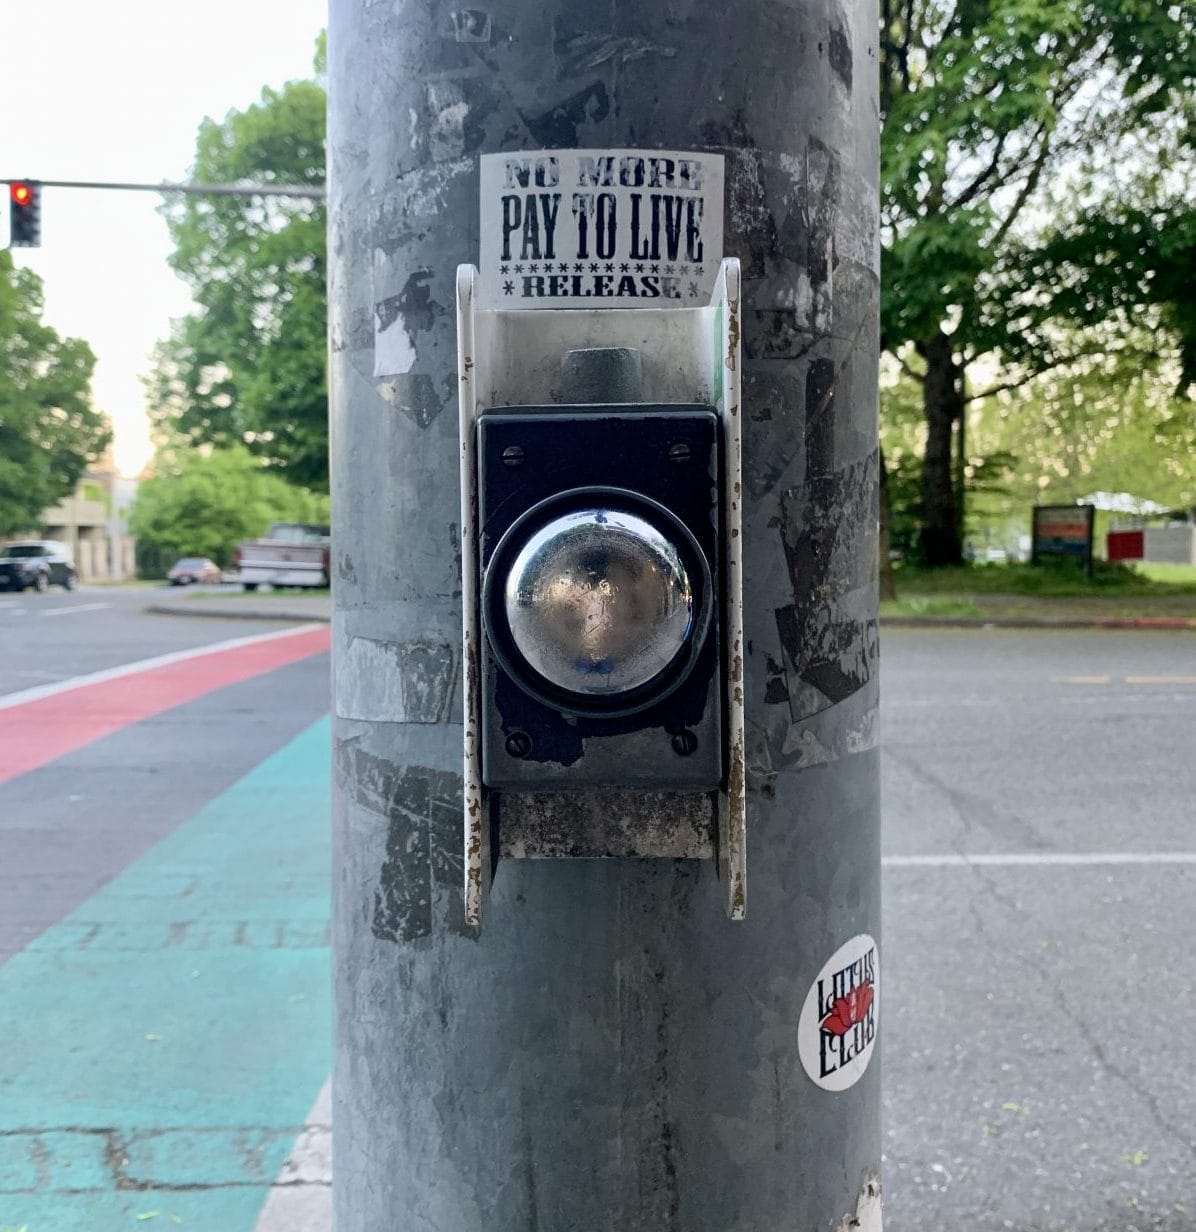 NO MORE
PAY TO LIVE
**********
*RELEASE*
LOTUS
CLUB